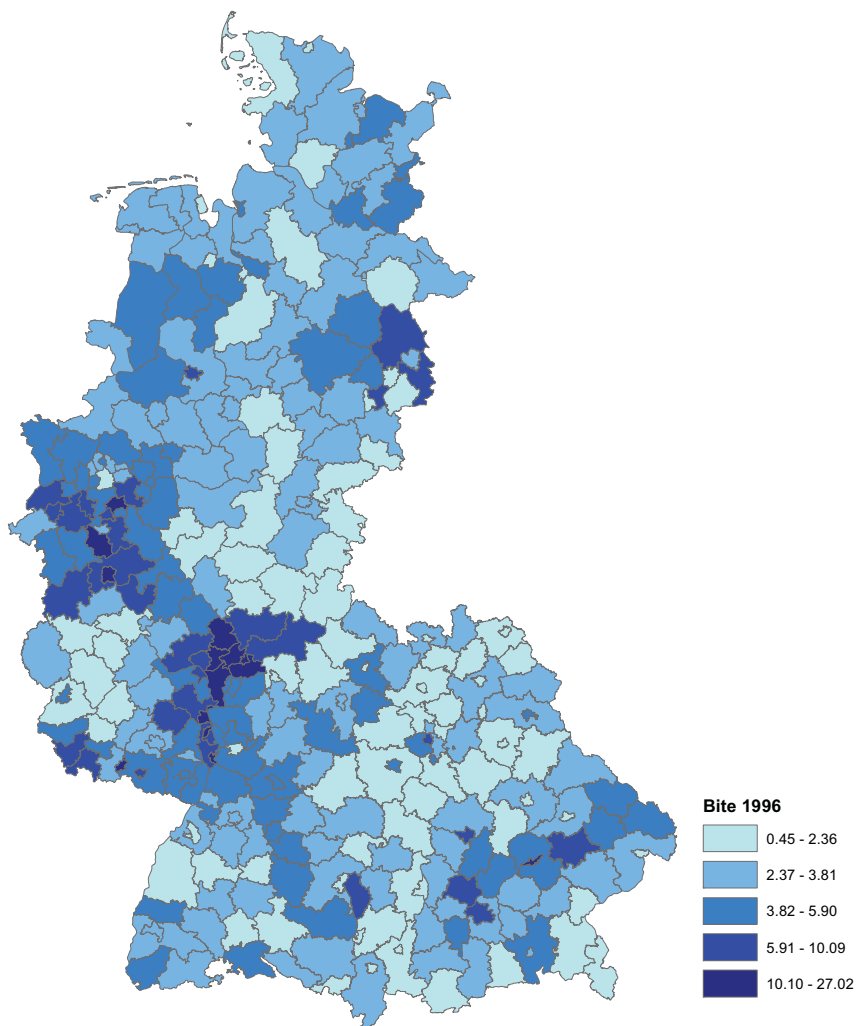 Bite 1996
0.45 - 2.36
2.37 - 3.81
3.82 - 5.90
5.91 - 10.09
10.10 - 27.02